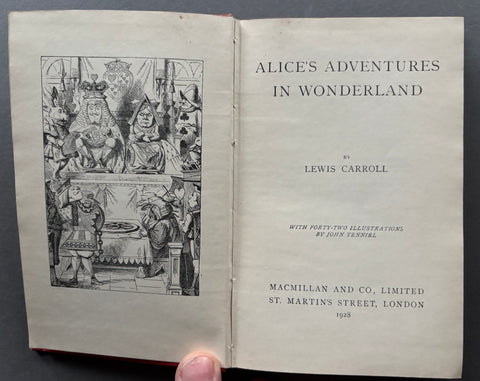 ALICE'S ADVENTURES
IN WONDERLAND
BY
LEWIS CARROLL
WITH FORTY-TWO ILLUSTRATIONS
BY JOHN TENNIEL
MACMILLAN AND CO., LIMITED
ST. MARTIN'S STREET, LONDON
1928